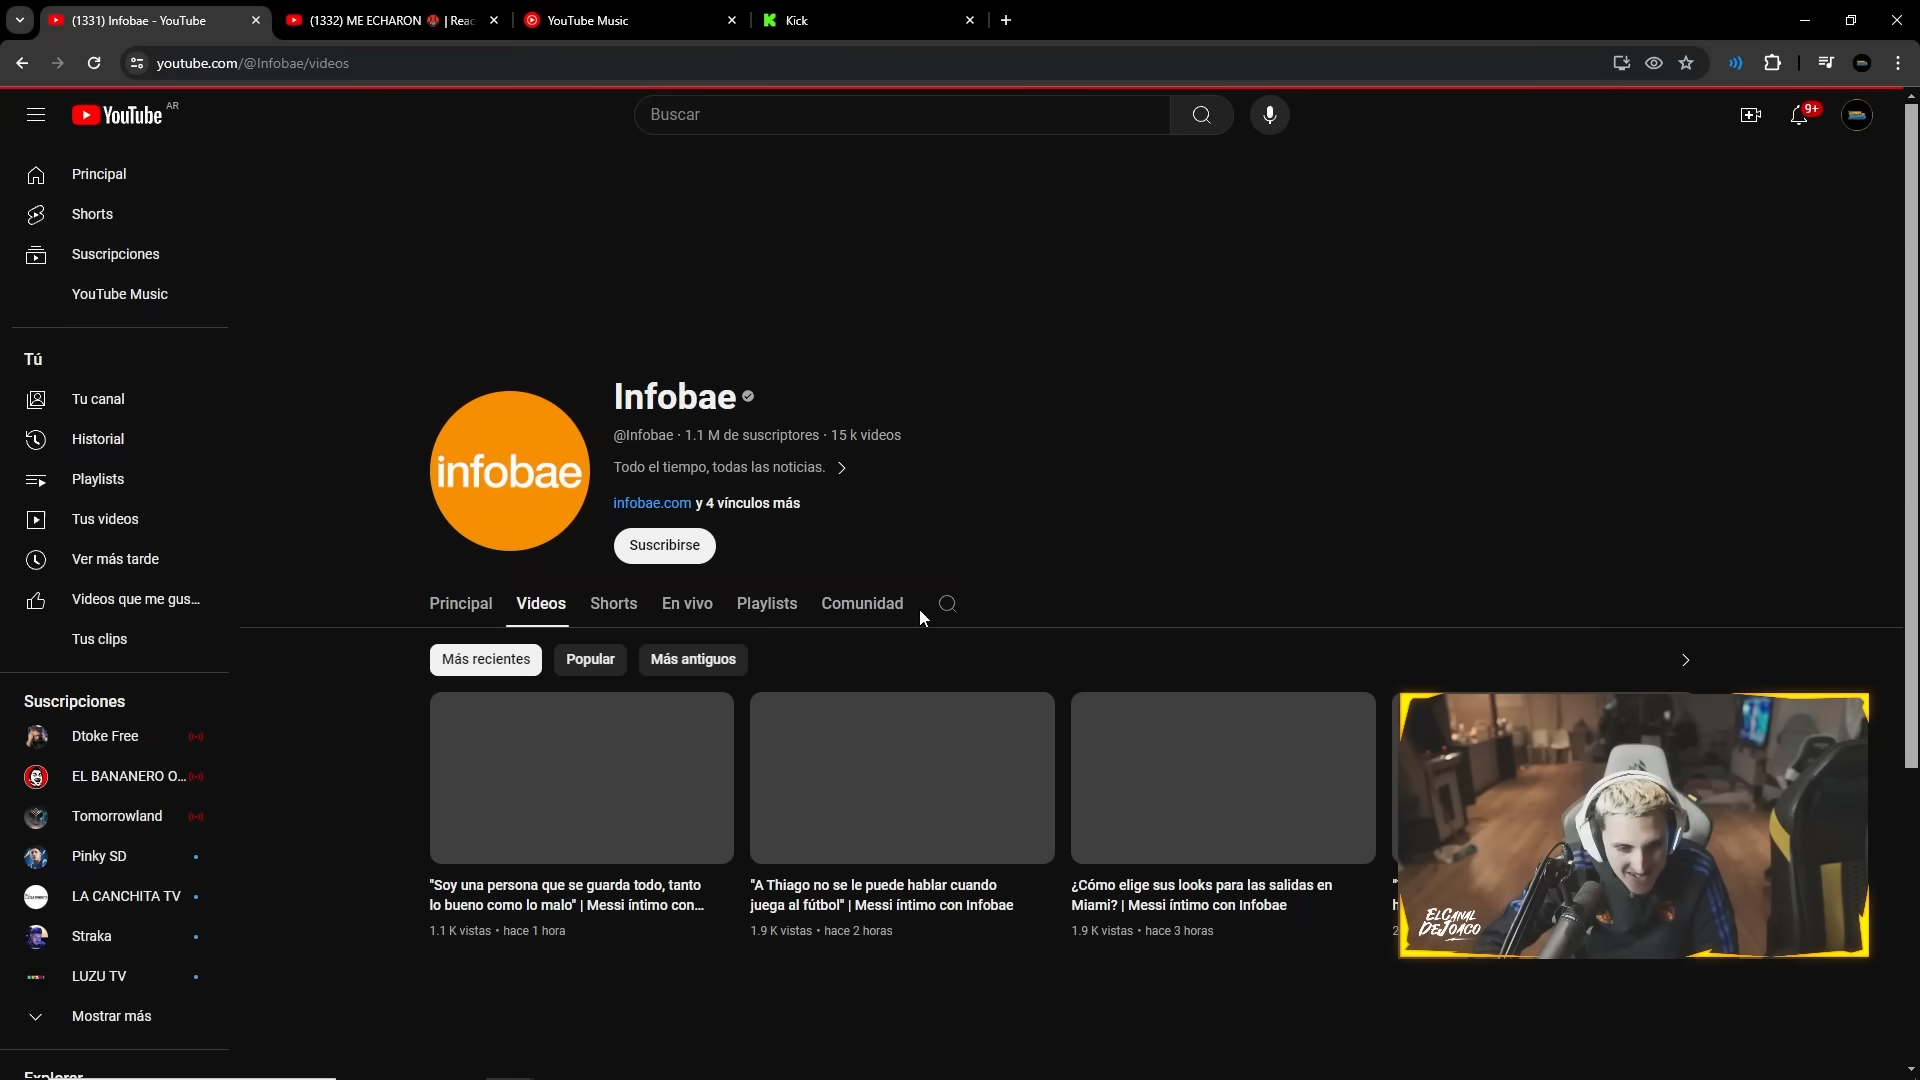 (1331) Infobae - YouTube
(1332) ME ECHARON | Reac
YouTube Music
Kick
youtube.com/@Infobae/videos
YouTube AR
Buscar
9+
Principal
Shorts
Suscripciones
YouTube Music
Tú
Tu canal
Historial
Playlists
Tus videos
Ver más tarde
Videos que me gus...
Tus clips
Suscripciones
Dtoke Free
EL BANANERO O...
Tomorrowland
Pinky SD
LA CANCHITA TV
Straka
LUZU TV
Mostrar más
Explorar
infobae
Infobae
@Infobae · 1.1 M de suscriptores · 15 k videos
Todo el tiempo, todas las noticias.
infobae.com y 4 vínculos más
Suscribirse
Principal Videos Shorts En vivo Playlists Comunidad
Más recientes Popular Más antiguos
"Soy una persona que se guarda todo, tanto
lo bueno como lo malo" | Messi íntimo con...
1.1 K vistas · hace 1 hora
"A Thiago no se le puede hablar cuando
juega al fútbol" | Messi íntimo con Infobae
1.9 K vistas · hace 2 horas
¿Cómo elige sus looks para las salidas en
Miami? | Messi íntimo con Infobae
1.9 K vistas · hace 3 horas
ELCANAL
DEJOACO